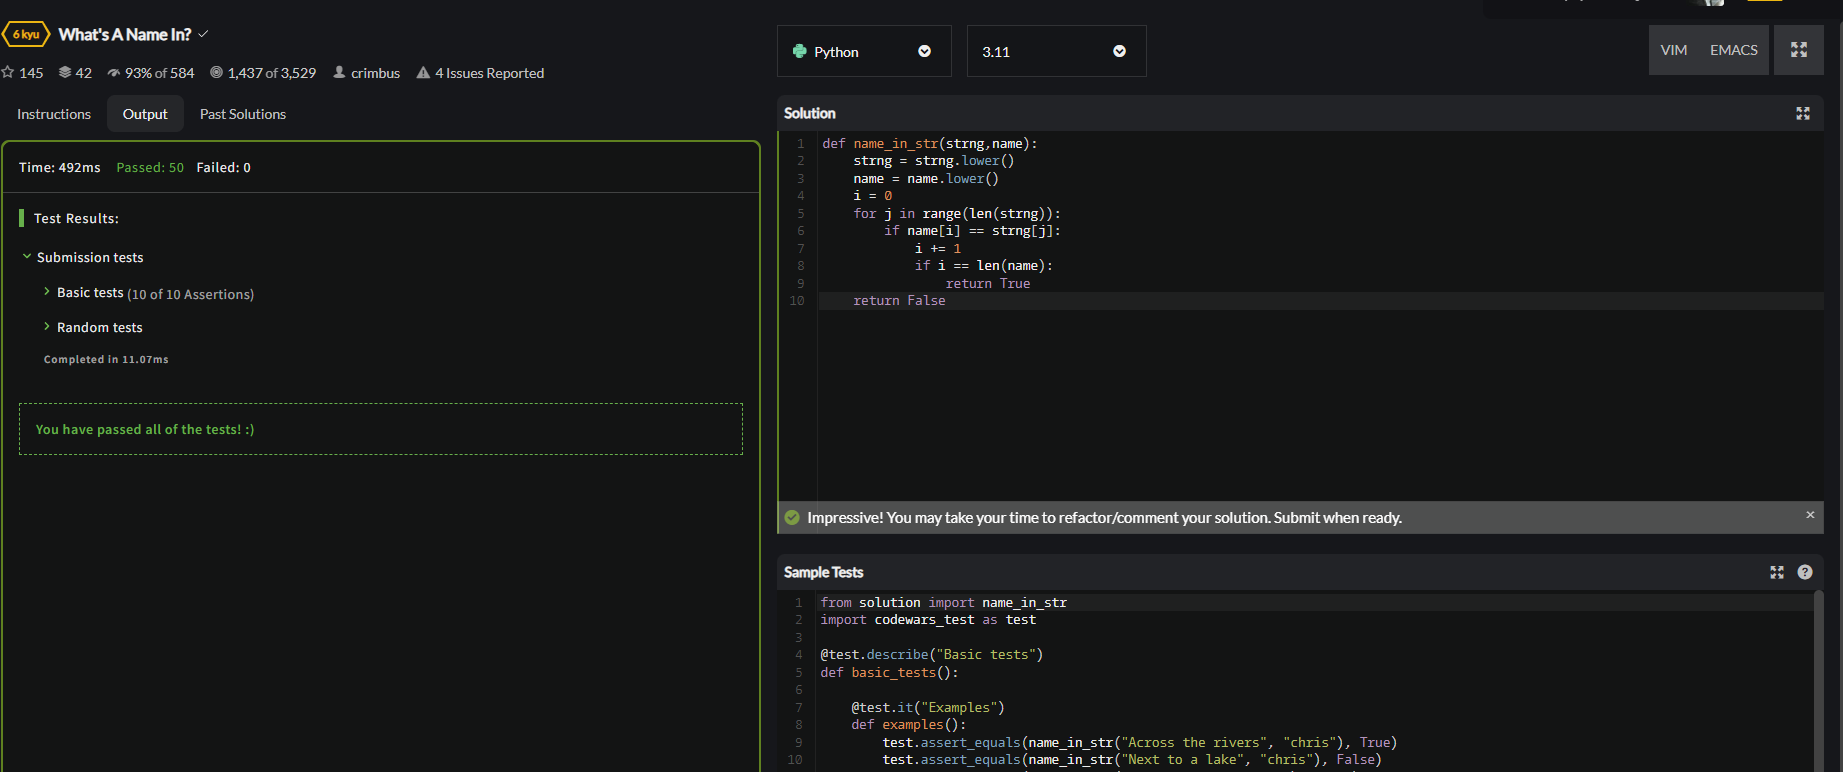 6 kyu What's A Name In?
145 42 93% of 584 1,437 of 3,529 crimbus 4 Issues Reported
Instructions Output Past Solutions
Time: 492ms Passed: 50 Failed: 0
Test Results:
Submission tests
Basic tests (10 of 10 Assertions)
Random tests
Completed in 11.07ms
You have passed all of the tests! :)
Python 3.11 VIM EMACS
Solution
1 def name_in_str(strng,name):
2     strng = strng.lower()
3     name = name.lower()
4     i = 0
5     for j in range(len(strng)):
6         if name[i] == strng[j]:
7             i += 1
8             if i == len(name):
9                 return True
10     return False
Impressive! You may take your time to refactor/comment your solution. Submit when ready. ×
Sample Tests ?
1 from solution import name_in_str
2 import codewars_test as test
3
4 @test.describe("Basic tests")
5 def basic_tests():
6
7     @test.it("Examples")
8     def examples():
9         test.assert_equals(name_in_str("Across the rivers", "chris"), True)
10         test.assert_equals(name_in_str("Next to a lake", "chris"), False)